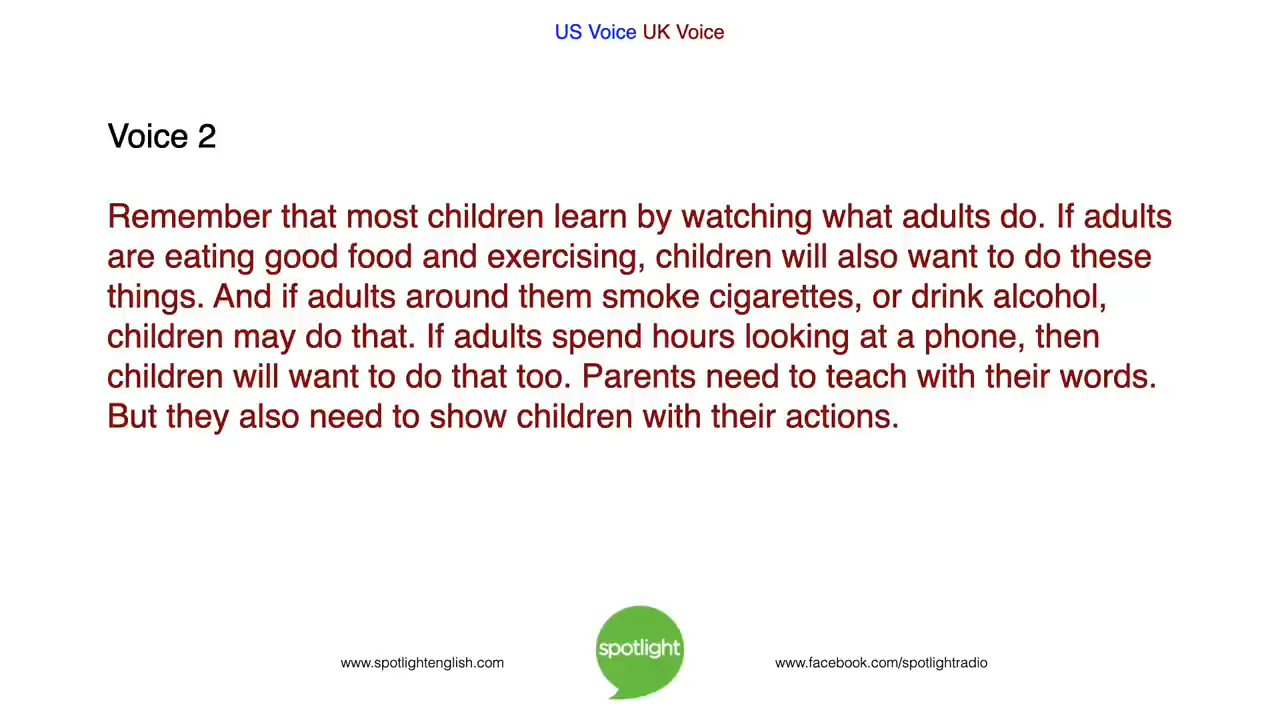 US Voice UK Voice
Voice 2
Remember that most children learn by watching what adults do. If adults
are eating good food and exercising, children will also want to do these
things. And if adults around them smoke cigarettes, or drink alcohol,
children may do that. If adults spend hours looking at a phone, then
children will want to do that too. Parents need to teach with their words.
But they also need to show children with their actions.
spotlight
www.spotlightenglish.com
www.facebook.com/spotlightradio